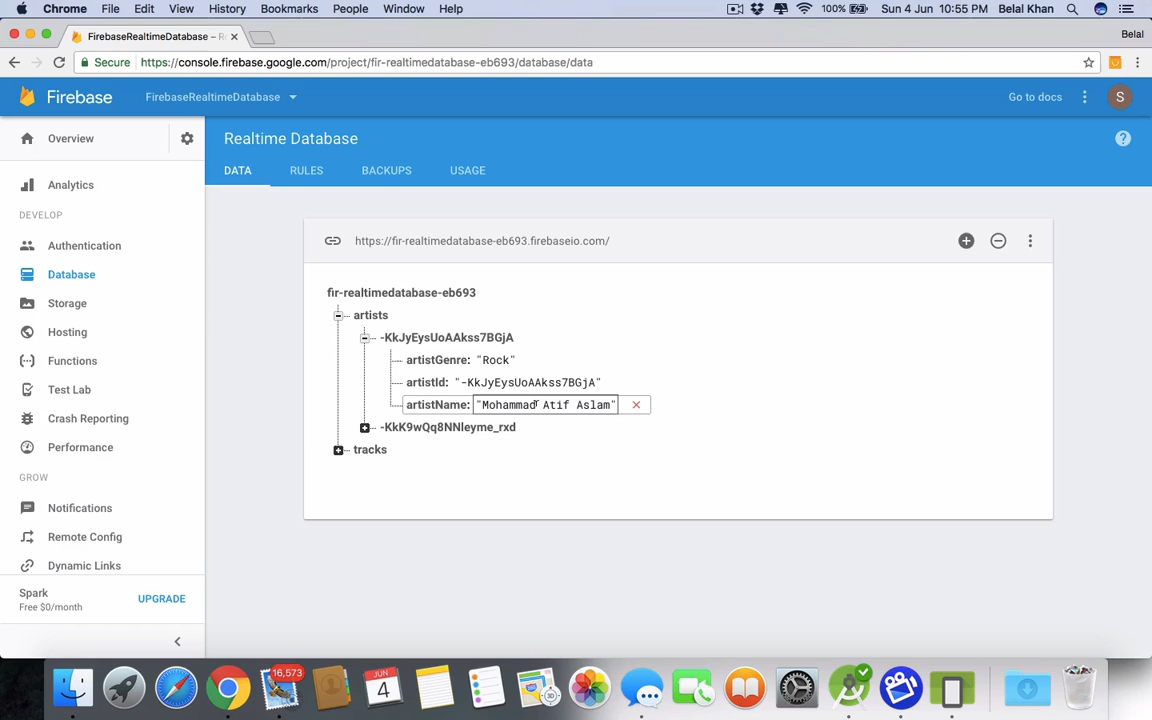 Chrome File Edit View History Bookmarks People Window Help 100% Sun 4 Jun 10:55 PM Belal Khan
FirebaseRealtimeDatabase – R Belal
Secure https://console.firebase.google.com/project/fir-realtimedatabase-eb693/database/data
Firebase FirebaseRealtimeDatabase Go to docs S
Overview
Realtime Database
DATA RULES BACKUPS USAGE
Analytics
DEVELOP
Authentication
Database
Storage
Hosting
Functions
Test Lab
Crash Reporting
Performance
GROW
Notifications
Remote Config
Dynamic Links
Spark
Free $0/month
UPGRADE
https://fir-realtimedatabase-eb693.firebaseio.com/
fir-realtimedatabase-eb693
artists
-KkJyEysUoAAkss7BGjA
artistGenre: "Rock"
artistId: "-KkJyEysUoAAkss7BGjA"
artistName: "Mohammad Atif Aslam"
-KkK9wQq8NNleyme_rxd
tracks
16,573
JUN
4
3D